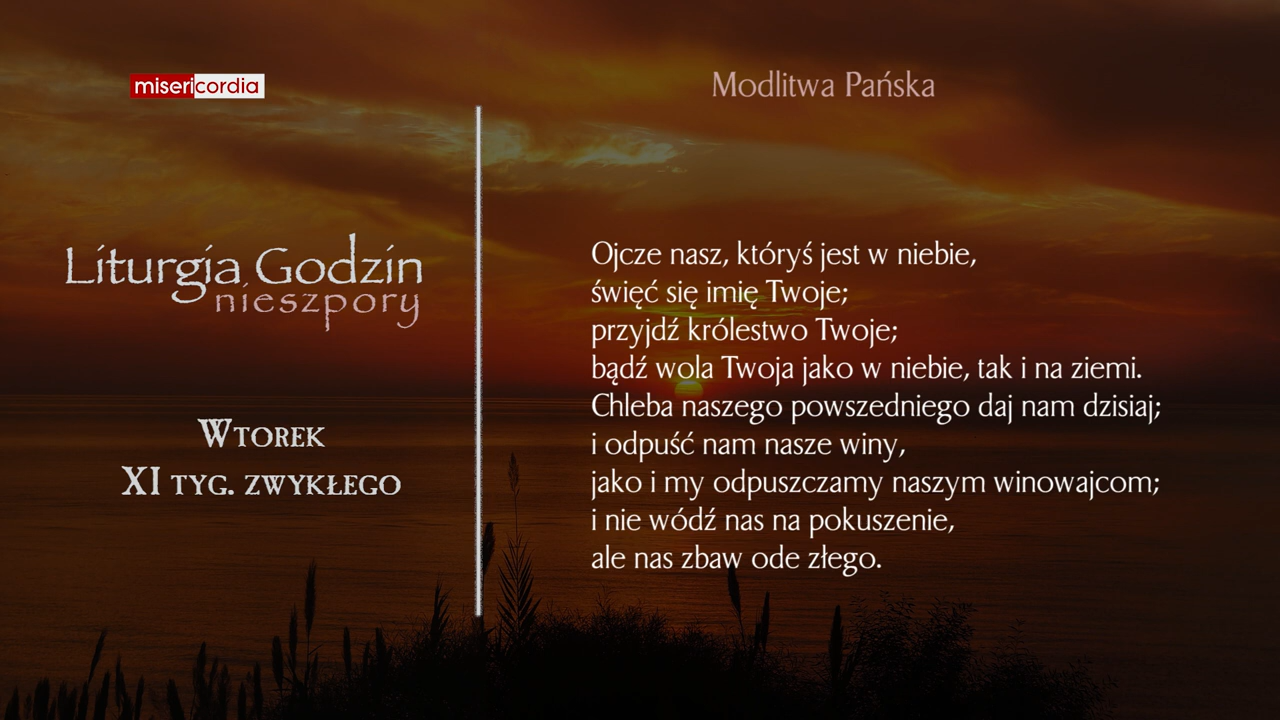 misericordia
Liturgia Godzin
nieszpory
Wtorek
XI tyg. zwykłego
Modlitwa Pańska
Ojcze nasz, któryś jest w niebie,
święć się imię Twoje;
przyjdź królestwo Twoje;
bądź wola Twoja jako w niebie, tak i na ziemi.
Chleba naszego powszedniego daj nam dzisiaj;
i odpuść nam nasze winy,
jako i my odpuszczamy naszym winowajcom;
i nie wódź nas na pokuszenie,
ale nas zbaw ode złego.